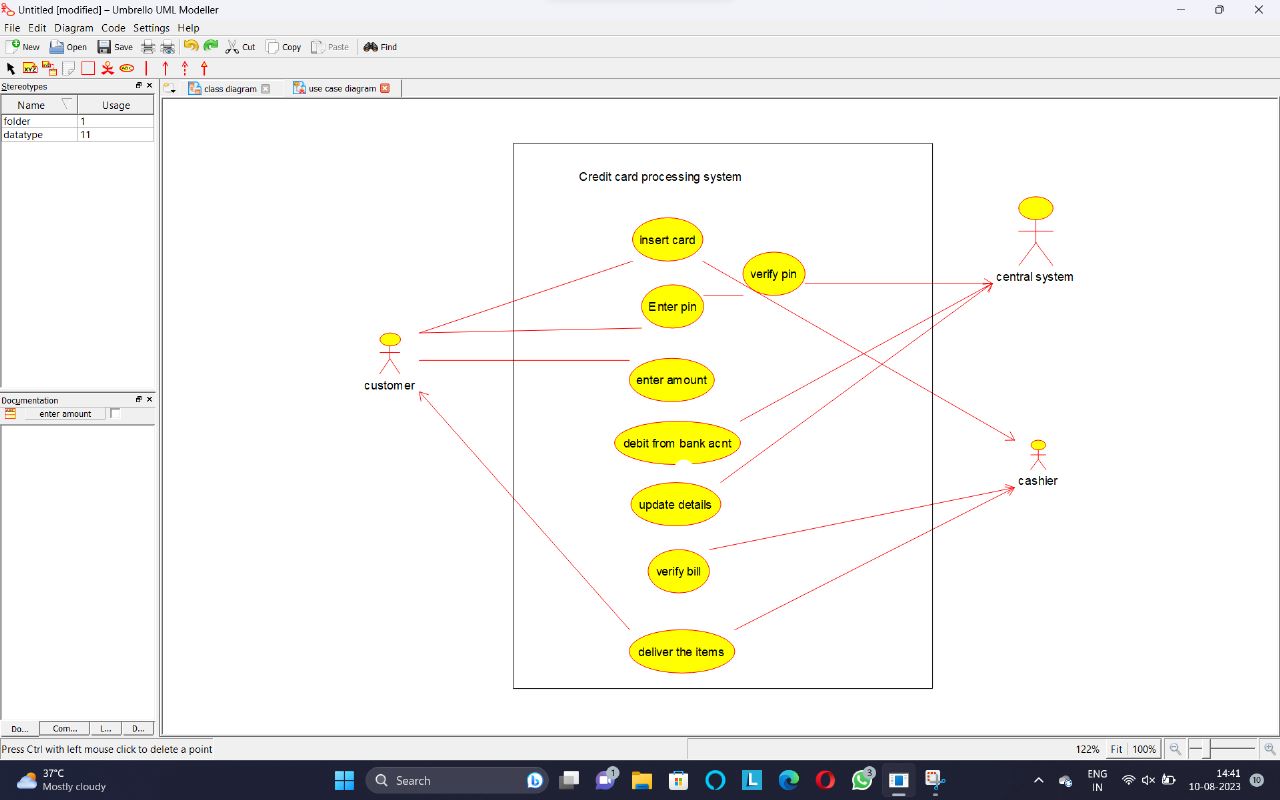 Untitled [modified] – Umbrello UML Modeller
File Edit Diagram Code Settings Help
New Open Save Cut Copy Paste Find
Stereotypes
class diagram
use case diagram
Name Usage
folder 1
datatype 11
Documentation
enter amount
Do... Com... L... D...
Credit card processing system
insert card
verify pin
Enter pin
enter amount
debit from bank acnt
update details
verify bill
deliver the items
customer
central system
cashier
Press Ctrl with left mouse click to delete a point
122% Fit 100%
37°C
Mostly cloudy
Search
1
3
ENG
IN
14:41
10-08-2023
10